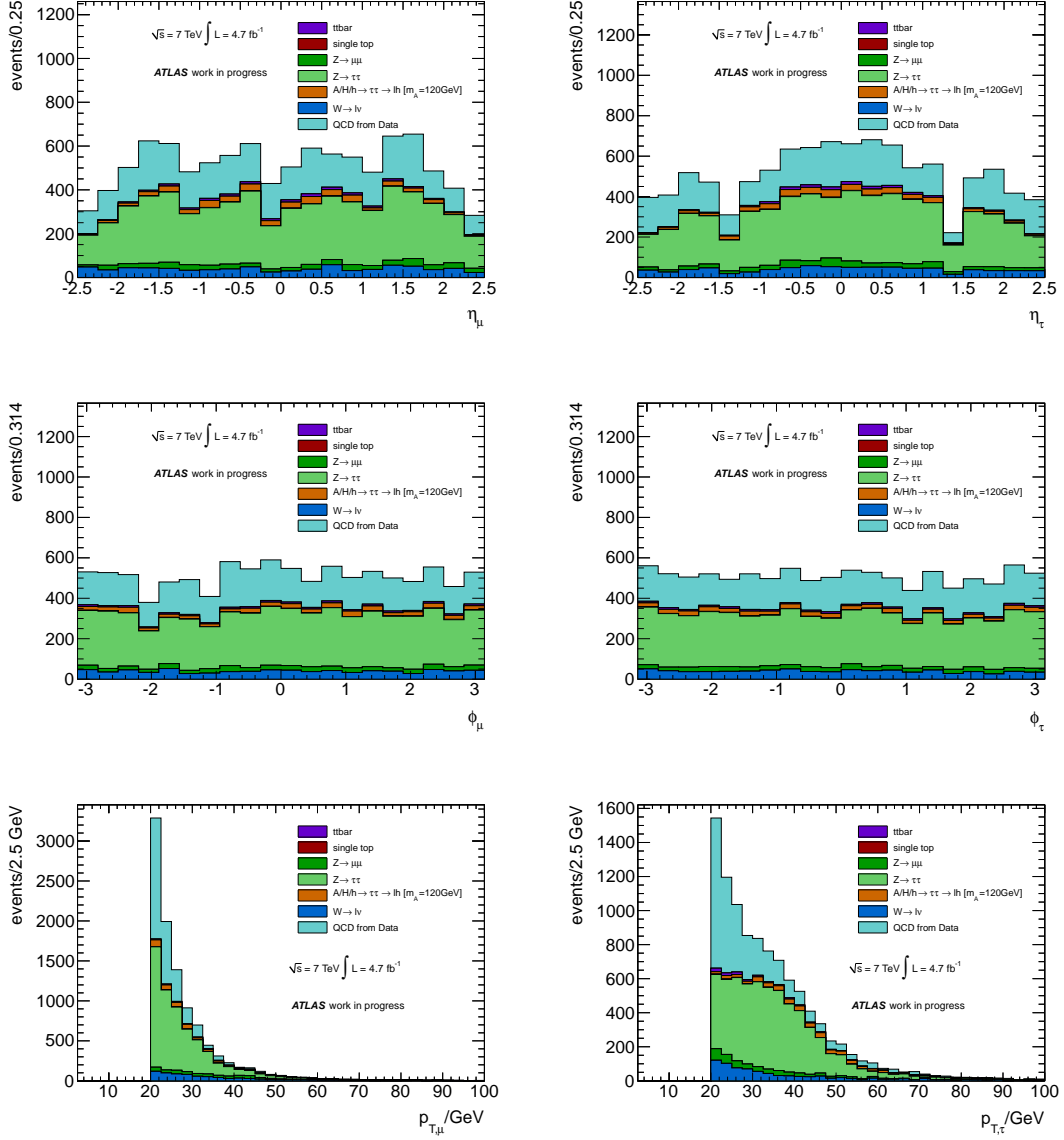 events/0.25
1200
1000
800
600
400
200
0
√s = 7 TeV ∫ L = 4.7 fb⁻¹
ATLAS work in progress
ttbar
single top
Z→ μμ
Z→ ττ
A/H/h→ ττ → lh [m_A=120GeV]
W→ lν
QCD from Data
-2.5 -2 -1.5 -1 -0.5 0 0.5 1 1.5 2 2.5
η_μ
events/0.25
1200
1000
800
600
400
200
0
√s = 7 TeV ∫ L = 4.7 fb⁻¹
ATLAS work in progress
ttbar
single top
Z→ μμ
Z→ ττ
A/H/h→ ττ → lh [m_A=120GeV]
W→ lν
QCD from Data
-2.5 -2 -1.5 -1 -0.5 0 0.5 1 1.5 2 2.5
η_τ
events/0.314
1200
1000
800
600
400
200
0
√s = 7 TeV ∫ L = 4.7 fb⁻¹
ATLAS work in progress
ttbar
single top
Z→ μμ
Z→ ττ
A/H/h→ ττ → lh [m_A=120GeV]
W→ lν
QCD from Data
-3 -2 -1 0 1 2 3
φ_μ
events/0.314
1200
1000
800
600
400
200
0
√s = 7 TeV ∫ L = 4.7 fb⁻¹
ATLAS work in progress
ttbar
single top
Z→ μμ
Z→ ττ
A/H/h→ ττ → lh [m_A=120GeV]
W→ lν
QCD from Data
-3 -2 -1 0 1 2 3
φ_τ
events/2.5 GeV
3000
2500
2000
1500
1000
500
0
ttbar
single top
Z→ μμ
Z→ ττ
A/H/h→ ττ → lh [m_A=120GeV]
W→ lν
QCD from Data
√s = 7 TeV ∫ L = 4.7 fb⁻¹
ATLAS work in progress
10 20 30 40 50 60 70 80 90 100
p_T,μ/GeV
events/2.5 GeV
1600
1400
1200
1000
800
600
400
200
0
ttbar
single top
Z→ μμ
Z→ ττ
A/H/h→ ττ → lh [m_A=120GeV]
W→ lν
QCD from Data
√s = 7 TeV ∫ L = 4.7 fb⁻¹
ATLAS work in progress
10 20 30 40 50 60 70 80 90 100
p_T,τ/GeV